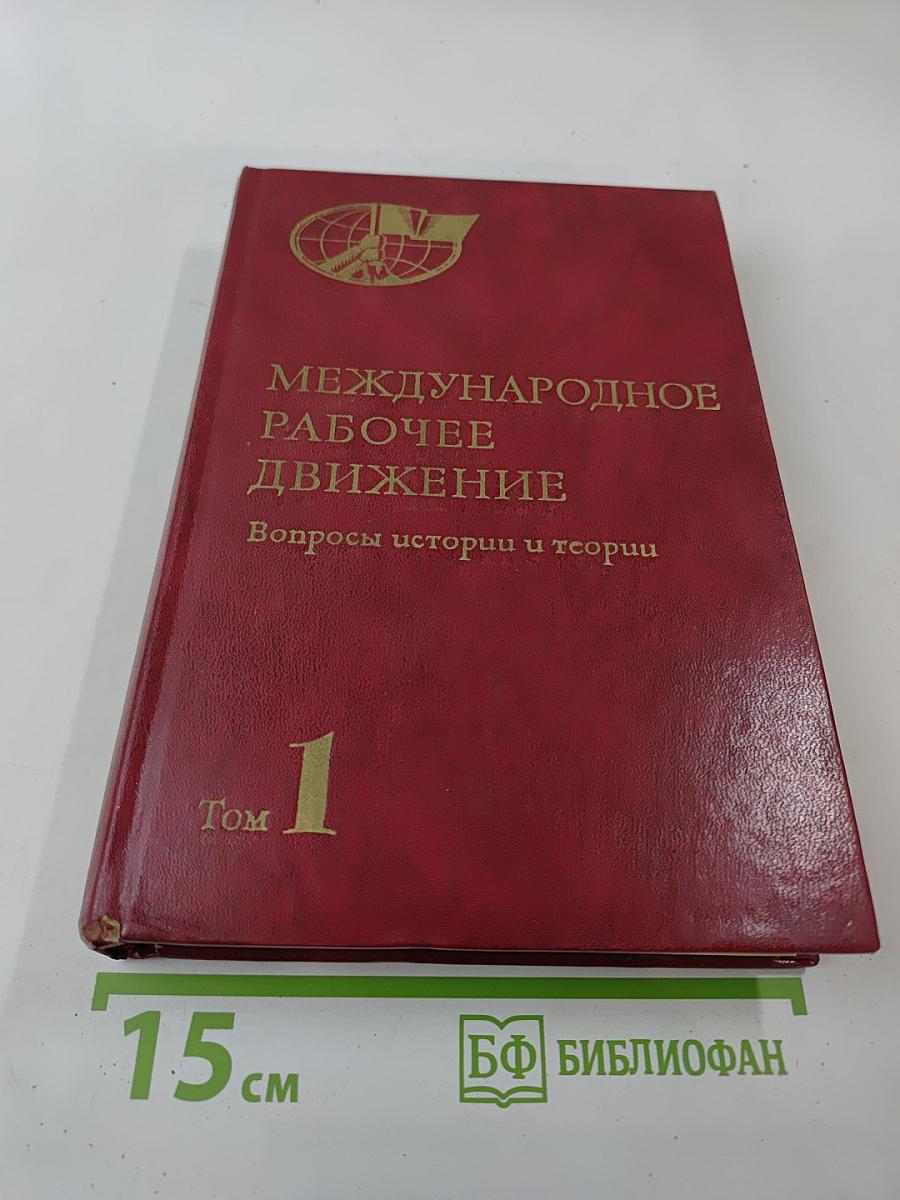 МЕЖДУНАРОДНОЕ
РАБОЧЕЕ
ДВИЖЕНИЕ
Вопросы истории и теории
Том 1
15 см
БФ БИБЛИОФАН